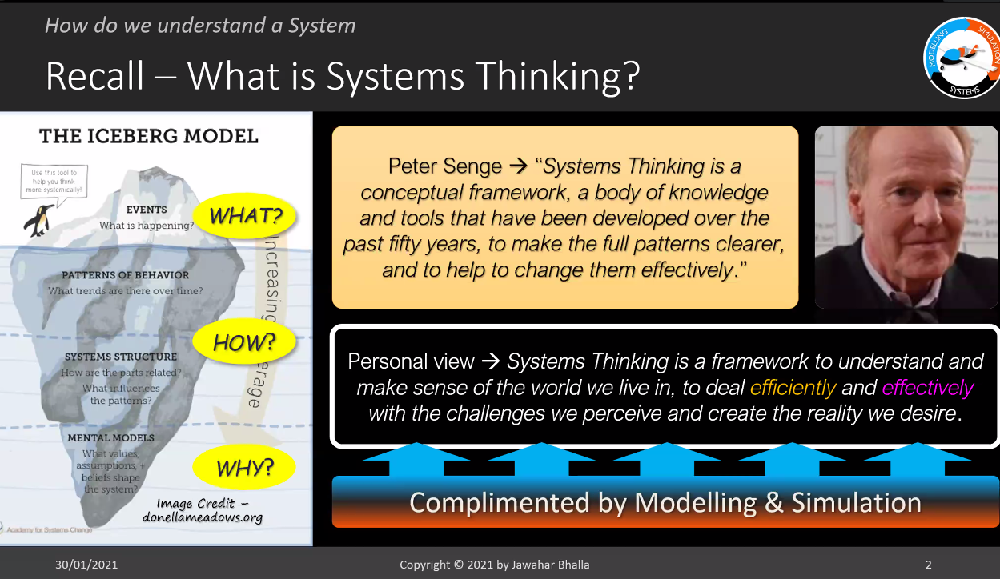 How do we understand a System
Recall – What is Systems Thinking?
MODELLING
SIMULATION
SYSTEMS
THE ICEBERG MODEL
Use this tool to
help you think
more systemically!
EVENTS
What is happening?
WHAT?
PATTERNS OF BEHAVIOR
What trends are there over time?
Increasing
HOW?
SYSTEMS STRUCTURE
How are the parts related?
What influences
the patterns?
MENTAL MODELS
What values,
assumptions, +
beliefs shape
the system?
WHY?
Image Credit –
donellameadows.org
Academy for Systems Change
Peter Senge → “Systems Thinking is a
conceptual framework, a body of knowledge
and tools that have been developed over the
past fifty years, to make the full patterns clearer,
and to help to change them effectively.”
Personal view → Systems Thinking is a framework to understand and
make sense of the world we live in, to deal efficiently and effectively
with the challenges we perceive and create the reality we desire.
Complimented by Modelling & Simulation
30/01/2021
Copyright © 2021 by Jawahar Bhalla
2